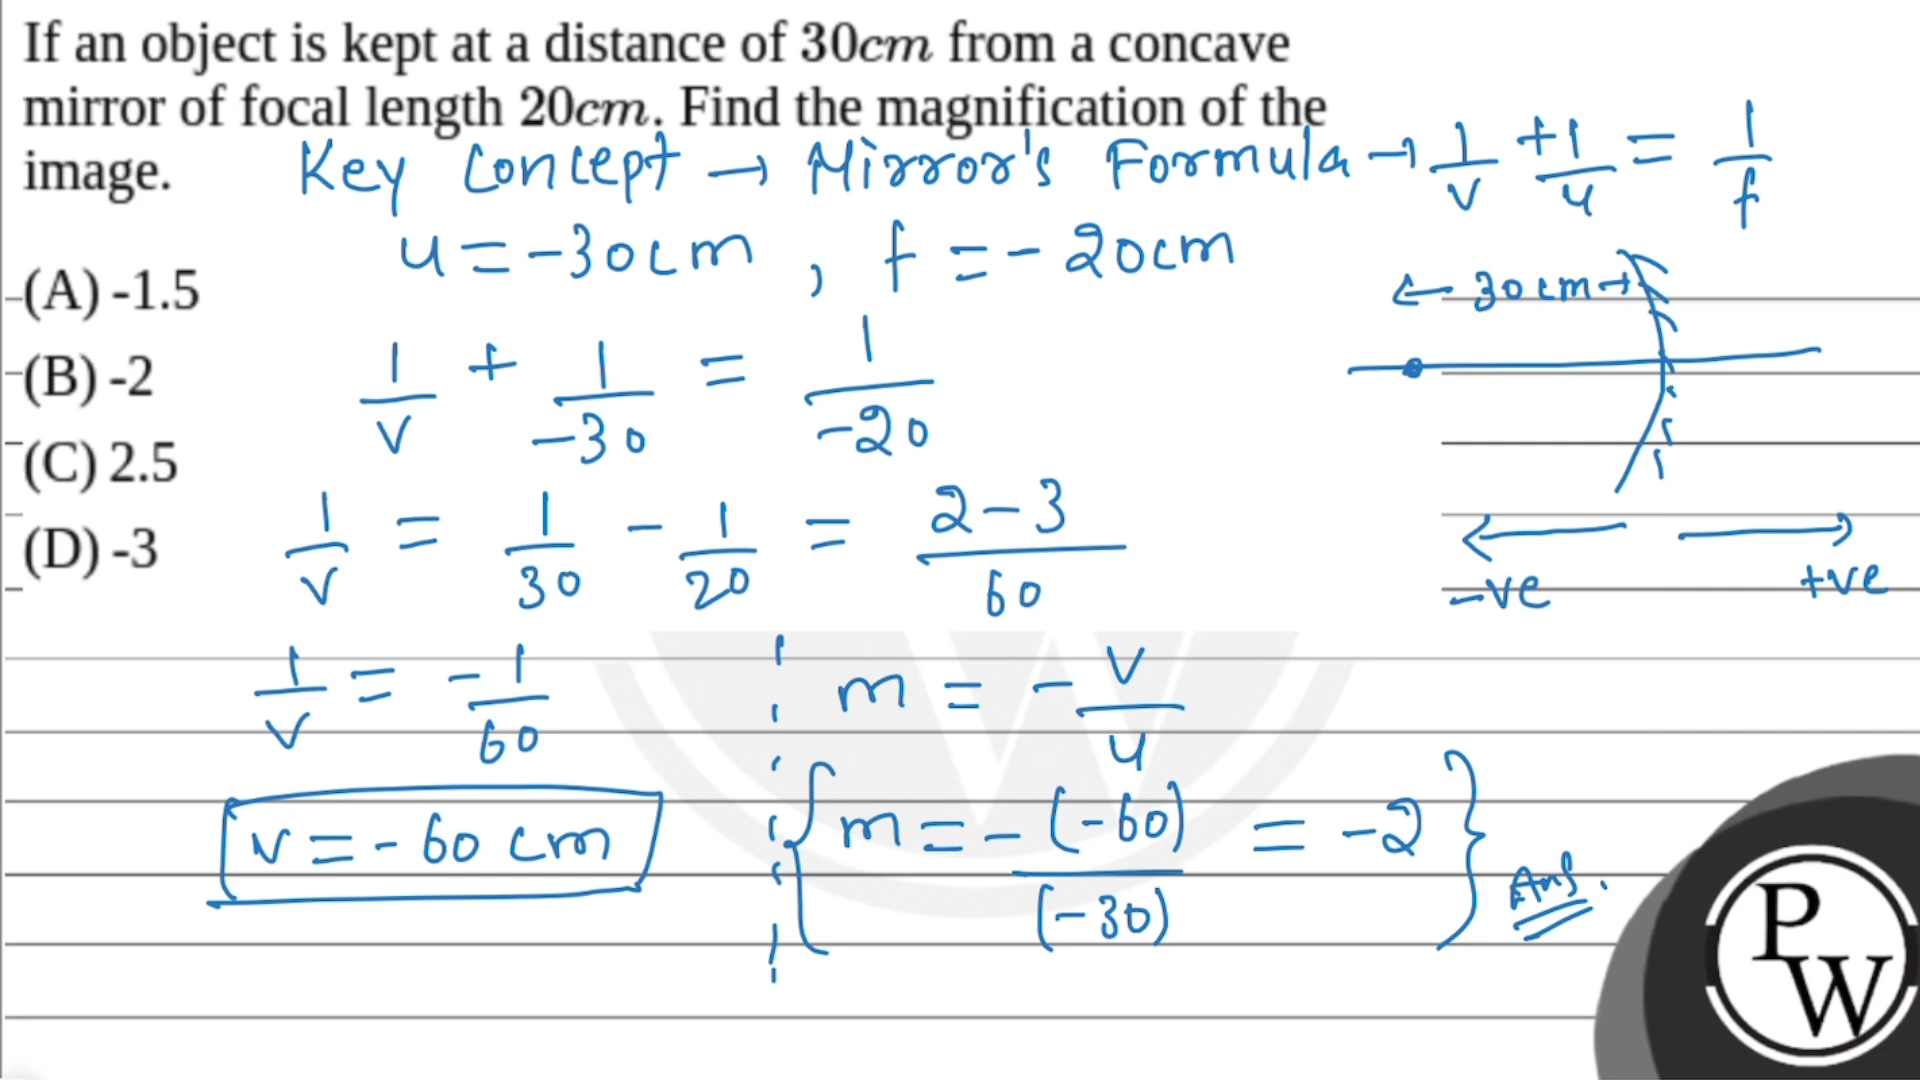 If an object is kept at a distance of 30cm from a concave
mirror of focal length 20cm. Find the magnification of the
image.
Key Concept → Mirror's Formula → 1/v + 1/u = 1/f
u = -30cm , f = -20cm
(A) -1.5
(B) -2
(C) 2.5
(D) -3
1/v + 1/-30 = 1/-20
1/v = 1/30 - 1/20 = 2-3/60
1/v = -1/60
v = -60 cm
m = -v/u
m = -(-60)/(-30) = -2
Ans.
30cm
-ve
+ve
PW